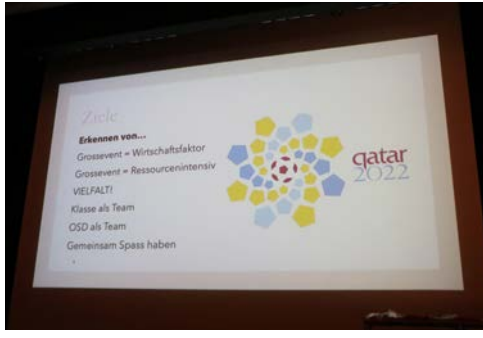 Ziele
Erkennen von...
Grossevent = Wirtschaftsfaktor
Grossevent = Ressourcenintensiv
VIELFALT!
Klasse als Team
OSD als Team
Gemeinsam Spass haben
qatar
2022